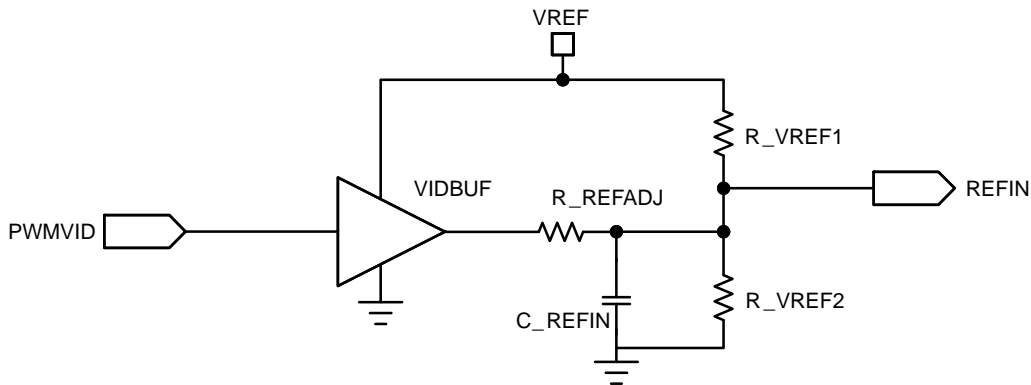 VREF
R_VREF1
VIDBUF
R_REFADJ
REFIN
PWMVID
R_VREF2
C_REFIN